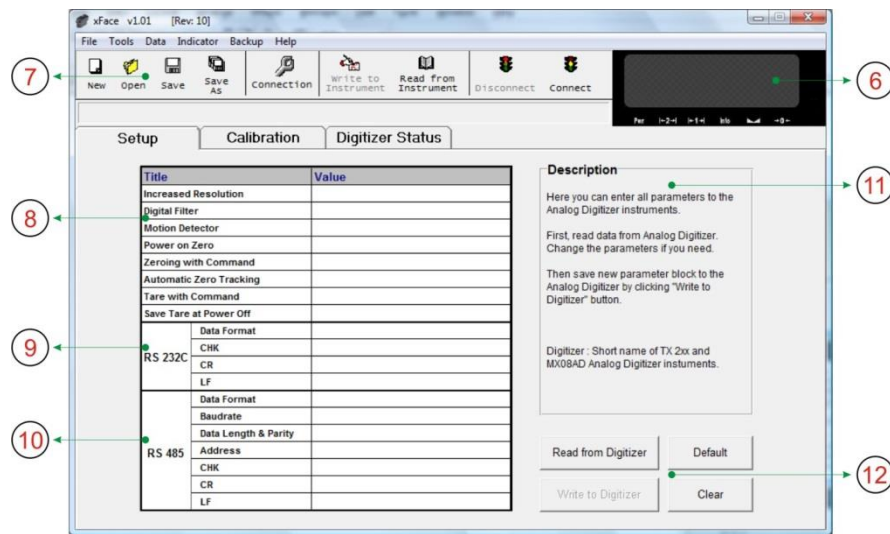 xFace v1.01 [Rev: 10]
File Tools Data Indicator Backup Help
New Open Save Save As Connection Write to Instrument Read from Instrument Disconnect Connect
Pwr |←2→| |←1→| Info →0←
Setup Calibration Digitizer Status
Title Value
Increased Resolution
Digital Filter
Motion Detector
Power on Zero
Zeroing with Command
Automatic Zero Tracking
Tare with Command
Save Tare at Power Off
RS 232C
Data Format
CHK
CR
LF
RS 485
Data Format
Baudrate
Data Length & Parity
Address
CHK
CR
LF
Description
Here you can enter all parameters to the
Analog Digitizer instruments.
First, read data from Analog Digitizer.
Change the parameters if you need.
Then save new parameter block to the
Analog Digitizer by clicking "Write to
Digitizer" button.
Digitizer : Short name of TX 2xx and
MX08AD Analog Digitizer instuments.
Read from Digitizer Default
Write to Digitizer Clear
7
8
9
10
6
11
12